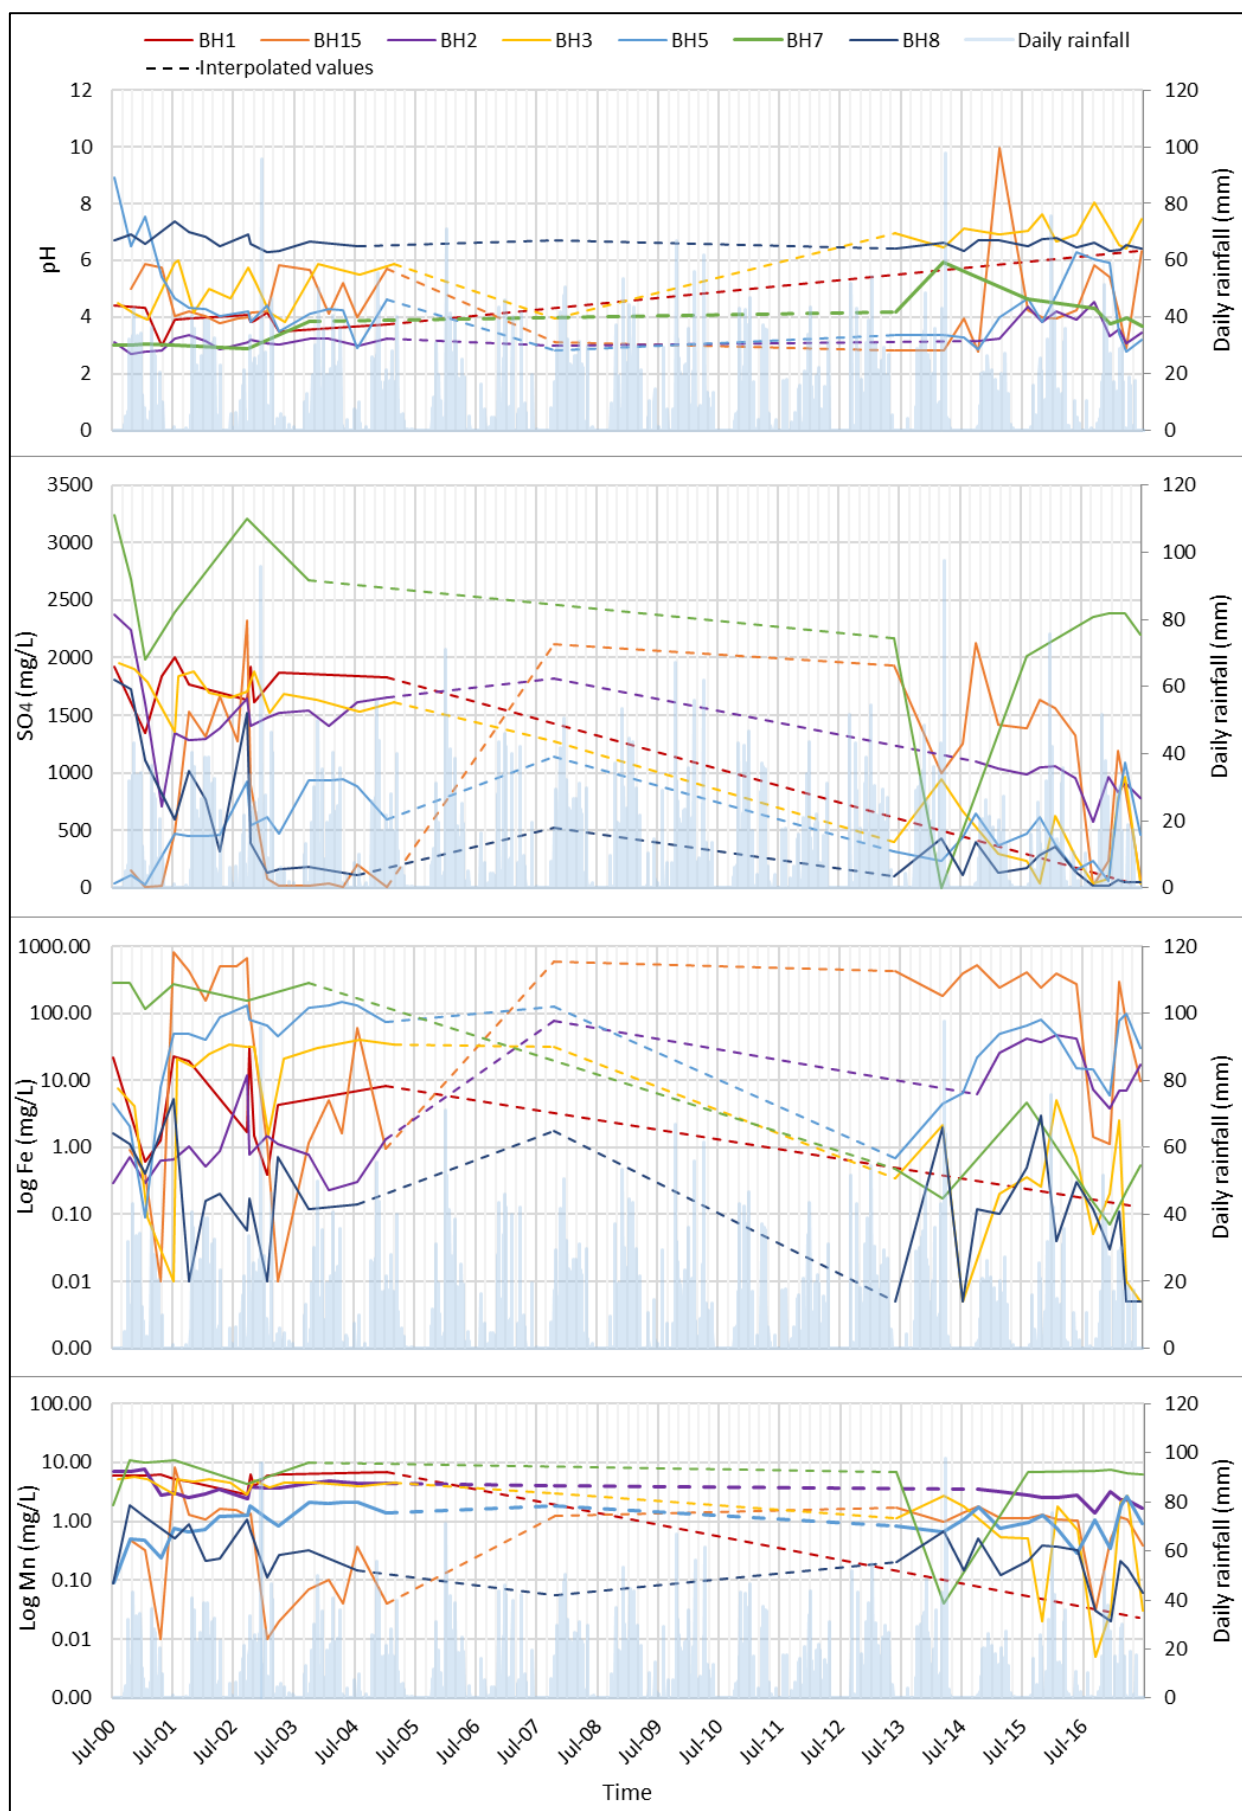 BH1 BH15 BH2 BH3 BH5 BH7 BH8 Daily rainfall
Interpolated values
12 120
10 100
8 80
6 60
4 40
2 20
0 0
pH
Daily rainfall (mm)
3500 120
3000 100
2500 80
2000 60
1500 40
1000 20
500 0
0
SO4 (mg/L)
Daily rainfall (mm)
1000.00 120
100.00 100
10.00 80
1.00 60
0.10 40
0.01 20
0.00 0
Log Fe (mg/L)
Daily rainfall (mm)
100.00 120
10.00 100
1.00 80
0.10 60
0.01 40
0.00 20
0
Log Mn (mg/L)
Daily rainfall (mm)
Jul-00 Jul-01 Jul-02 Jul-03 Jul-04 Jul-05 Jul-06 Jul-07 Jul-08 Jul-09 Jul-10 Jul-11 Jul-12 Jul-13 Jul-14 Jul-15 Jul-16
Time